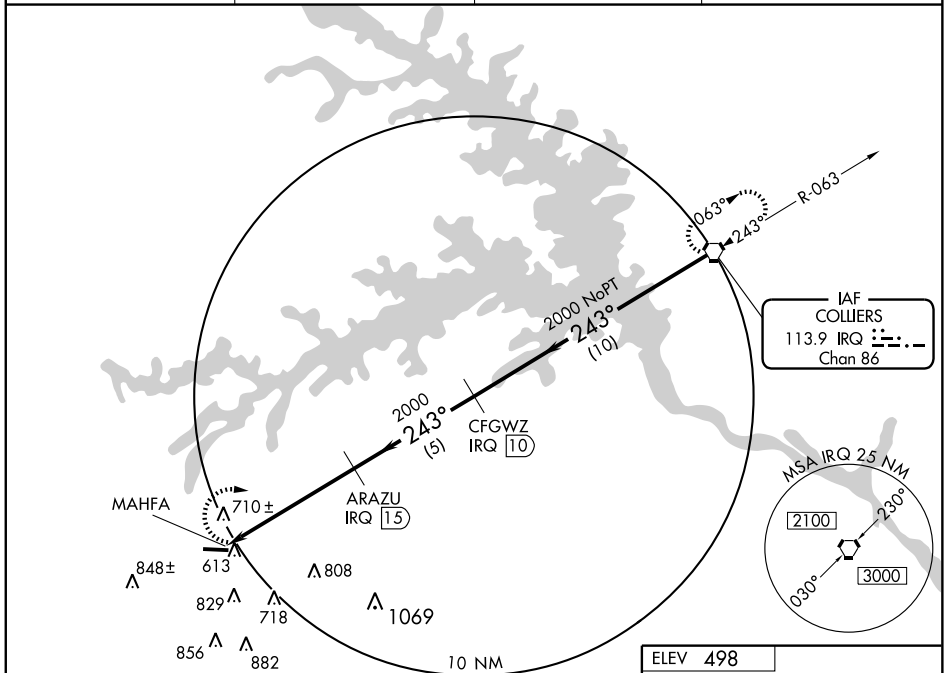 063°
243°
R-063
2000 NoPT
243°
(10)
IAF
COLLIERS
113.9 IRQ
Chan 86
2000
243°
(5)
CFGWZ
IRQ 10
ARAZU
IRQ 15
MAHFA
710±
613
848±
829
718
808
1069
856
882
10 NM
MSA IRQ 25 NM
2100
230°
030°
3000
ELEV 498